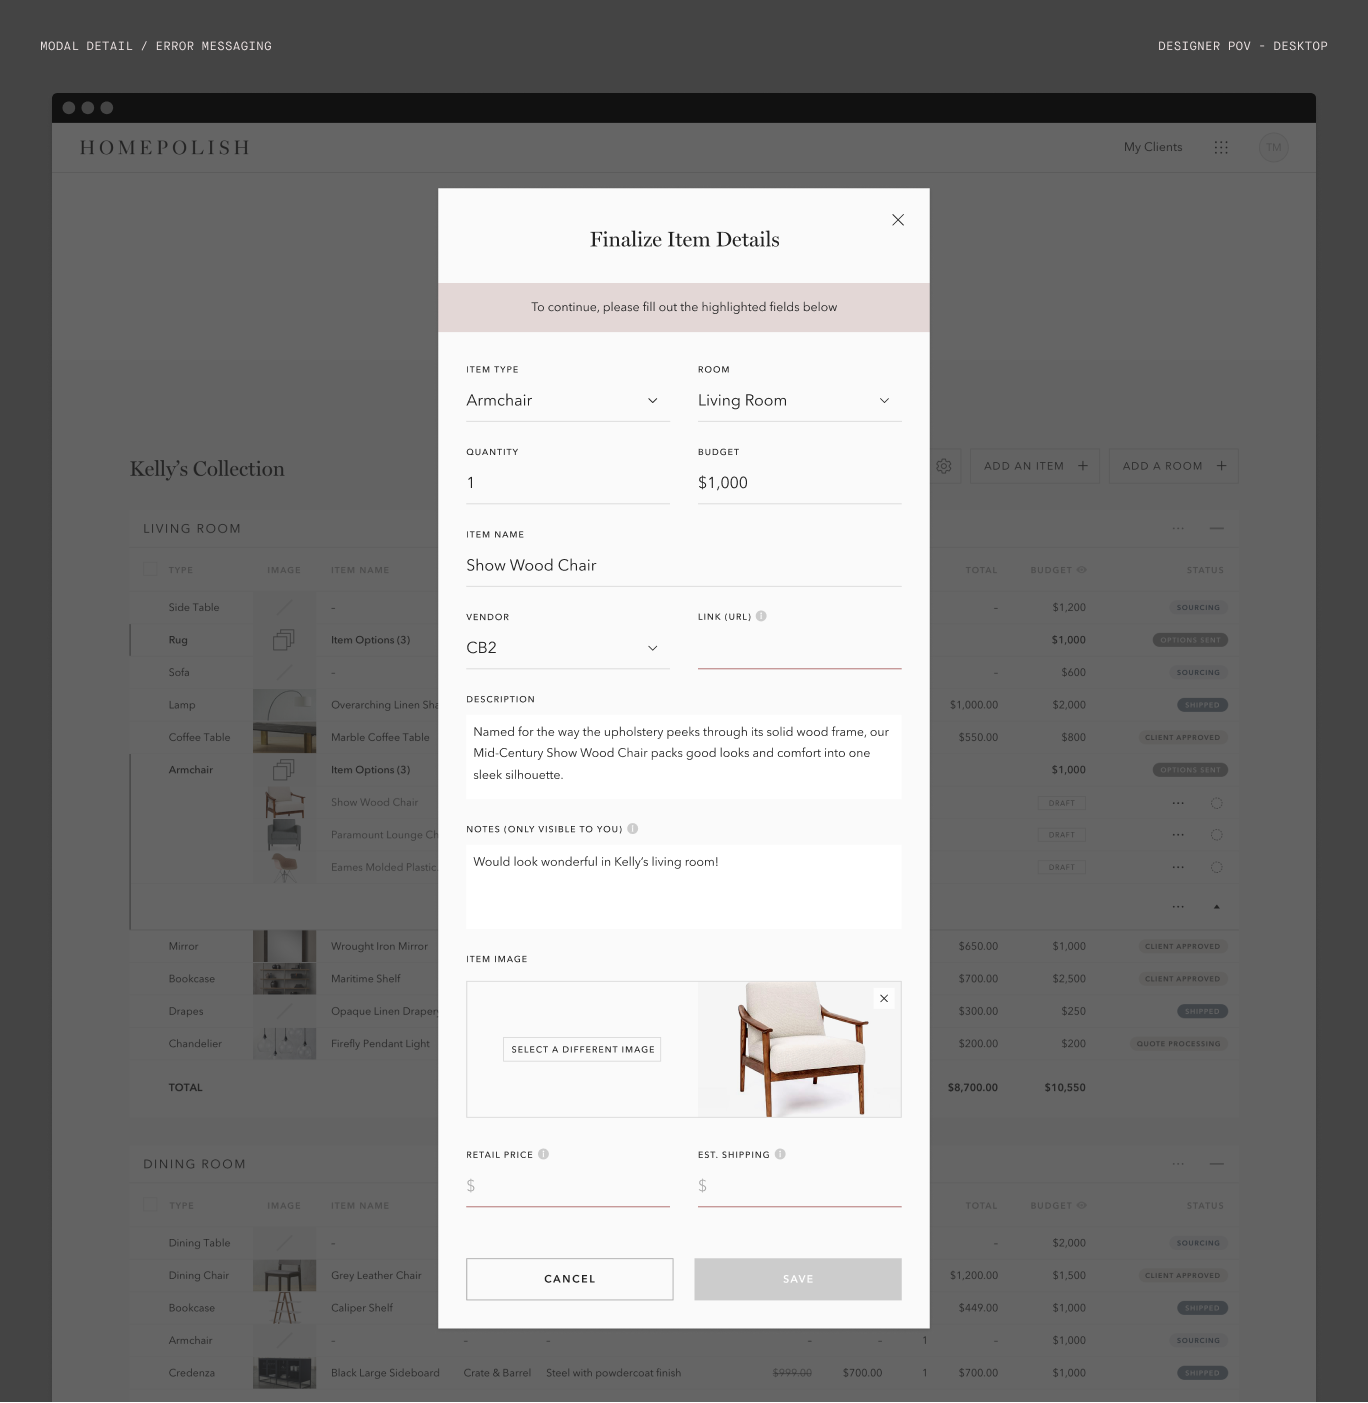 MODAL DETAIL / ERROR MESSAGING
DESIGNER POV - DESKTOP
HOMEPOLISH
My Clients
TM
Finalize Item Details
To continue, please fill out the highlighted fields below
ITEM TYPE
ROOM
Armchair
Living Room
QUANTITY
BUDGET
1
$1,000
ITEM NAME
Show Wood Chair
VENDOR
LINK (URL)
CB2
DESCRIPTION
Named for the way the upholstery peeks through its solid wood frame, our
Mid-Century Show Wood Chair packs good looks and comfort into one
sleek silhouette.
NOTES (ONLY VISIBLE TO YOU)
Would look wonderful in Kelly's living room!
ITEM IMAGE
SELECT A DIFFERENT IMAGE
RETAIL PRICE
EST. SHIPPING
$
$
CANCEL
SAVE
Kelly's Collection
ADD AN ITEM +
ADD A ROOM +
LIVING ROOM
TYPE IMAGE ITEM NAME TOTAL BUDGET STATUS
Side Table – – $1,200 SOURCING
Rug Item Options (3) $1,000 OPTIONS SENT
Sofa – – $600 SOURCING
Lamp Overarching Linen Sha $1,000.00 $2,000 SHIPPED
Coffee Table Marble Coffee Table $550.00 $800 CLIENT APPROVED
Armchair Item Options (3) $1,000 OPTIONS SENT
Show Wood Chair DRAFT
Paramount Lounge Ch DRAFT
Eames Molded Plastic DRAFT
Mirror Wrought Iron Mirror $650.00 $1,000 CLIENT APPROVED
Bookcase Maritime Shelf $700.00 $2,500 CLIENT APPROVED
Drapes Opaque Linen Drapery $300.00 $250 SHIPPED
Chandelier Firefly Pendant Light $200.00 $200 QUOTE PROCESSING
TOTAL $8,700.00 $10,550
DINING ROOM
TYPE IMAGE ITEM NAME TOTAL BUDGET STATUS
Dining Table – – $2,000 SOURCING
Dining Chair Grey Leather Chair $1,200.00 $1,500 CLIENT APPROVED
Bookcase Caliper Shelf $449.00 $1,000 SHIPPED
Armchair – – – – – 1 – $1,000 SOURCING
Credenza Black Large Sideboard Crate & Barrel Steel with powdercoat finish $999.00 $700.00 1 $700.00 $1,000 SHIPPED